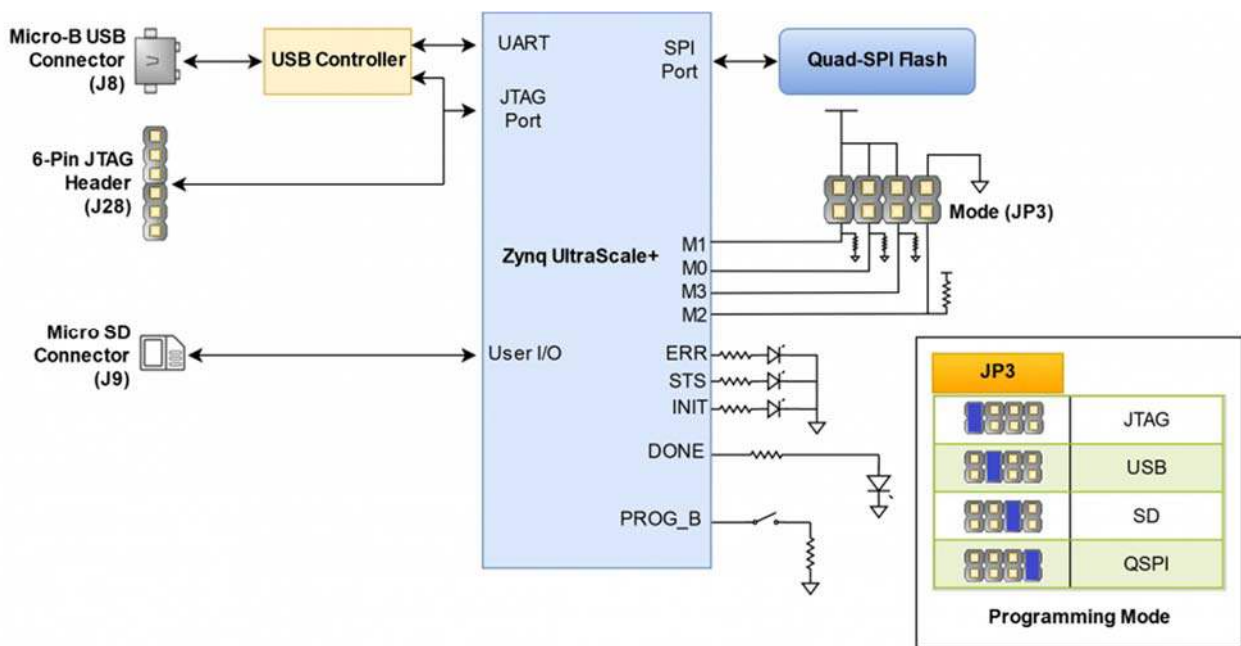 Micro-B USB
Connector
(J8)
USB Controller
UART
SPI
Port
Quad-SPI Flash
JTAG
Port
6-Pin JTAG
Header
(J28)
Mode (JP3)
Zynq UltraScale+
M1
M0
M3
M2
Micro SD
Connector
(J9)
User I/O
ERR
STS
INIT
DONE
PROG_B
JP3
JTAG
USB
SD
QSPI
Programming Mode